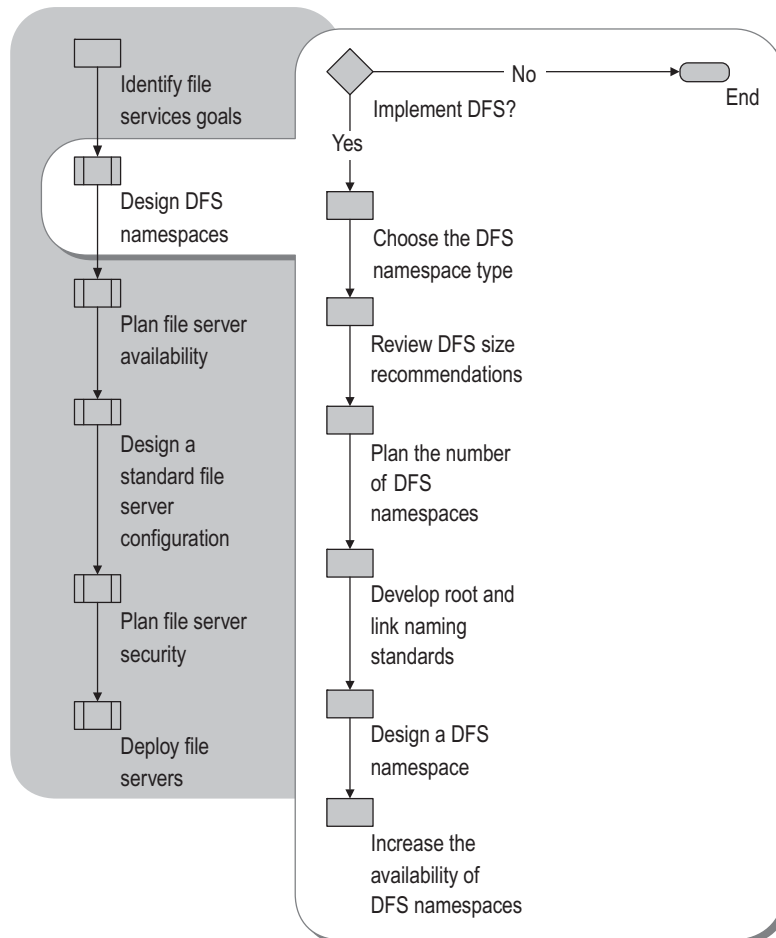 Identify file
services goals
Design DFS
namespaces
Plan file server
availability
Design a
standard file
server
configuration
Plan file server
security
Deploy file
servers
Implement DFS?
No
End
Yes
Choose the DFS
namespace type
Review DFS size
recommendations
Plan the number
of DFS
namespaces
Develop root and
link naming
standards
Design a DFS
namespace
Increase the
availability of
DFS namespaces